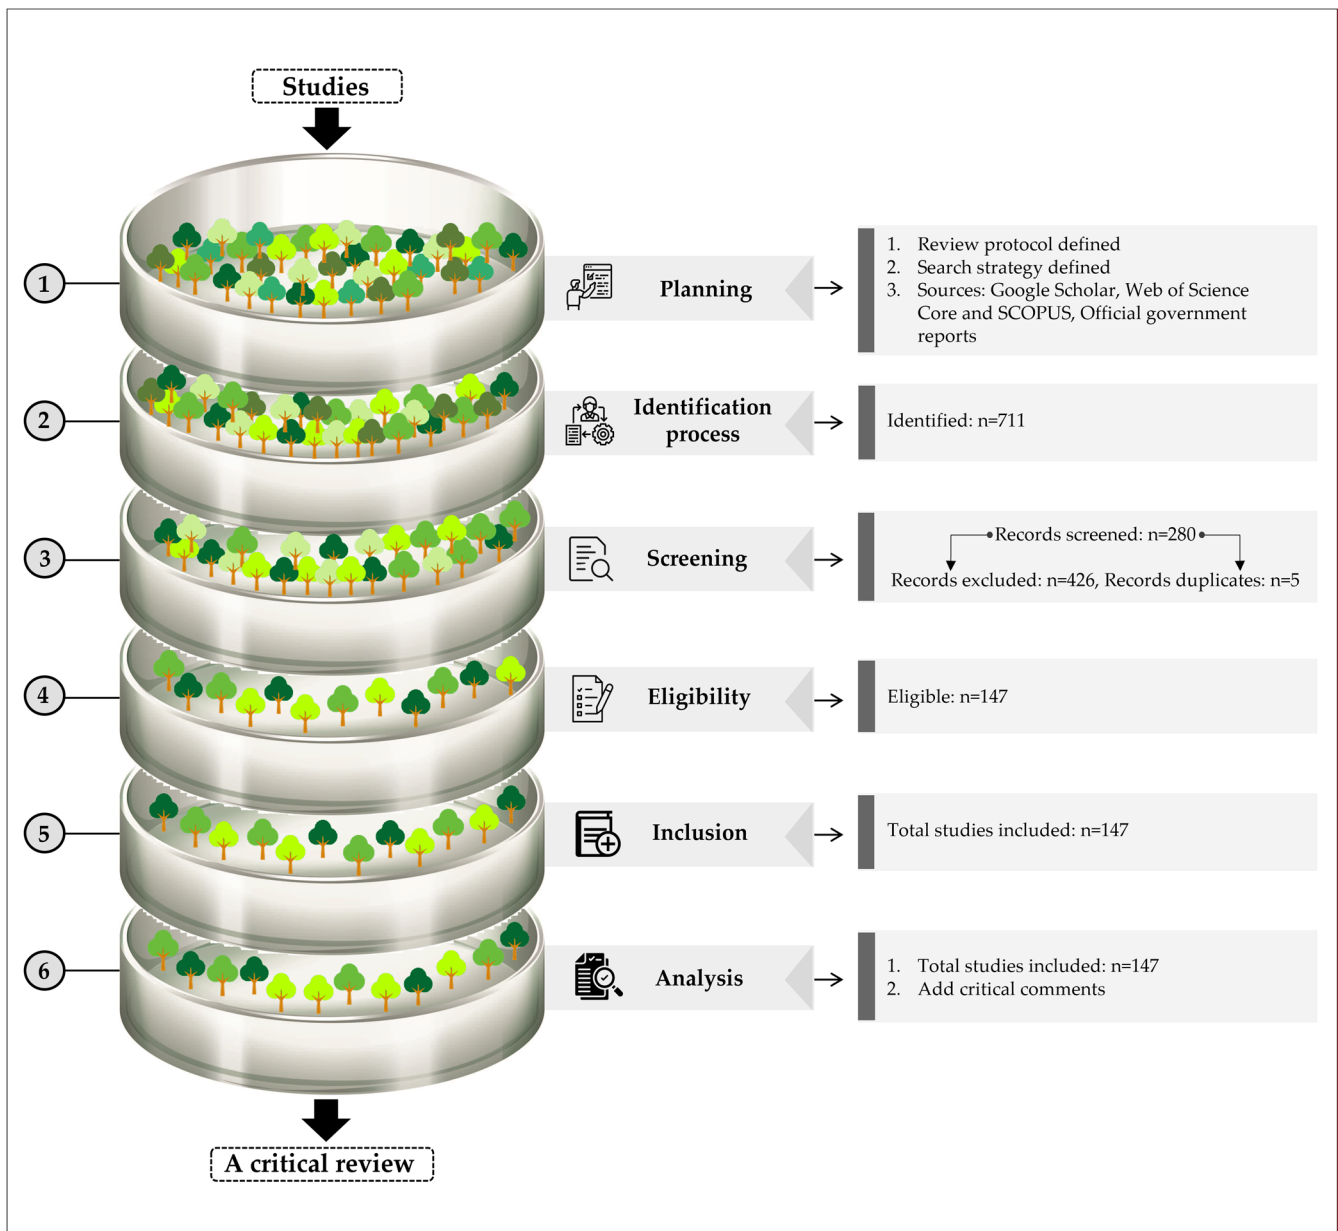 Studies
1
Planning
1. Review protocol defined
2. Search strategy defined
3. Sources: Google Scholar, Web of Science
Core and SCOPUS, Official government
reports
2
Identification
process
Identified: n=711
3
Screening
Records screened: n=280
Records excluded: n=426, Records duplicates: n=5
4
Eligibility
Eligible: n=147
5
Inclusion
Total studies included: n=147
6
Analysis
1. Total studies included: n=147
2. Add critical comments
A critical review